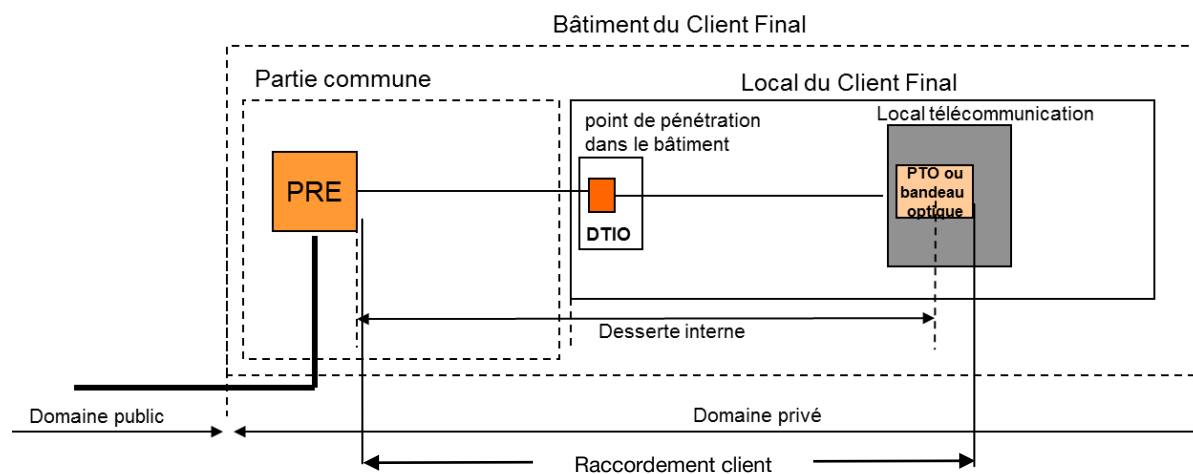 Bâtiment du Client Final
Partie commune
Local du Client Final
point de pénétration
dans le bâtiment
Local télécommunication
PRE
DTIO
PTO ou
bandeau
optique
Desserte interne
Domaine public
Domaine privé
Raccordement client